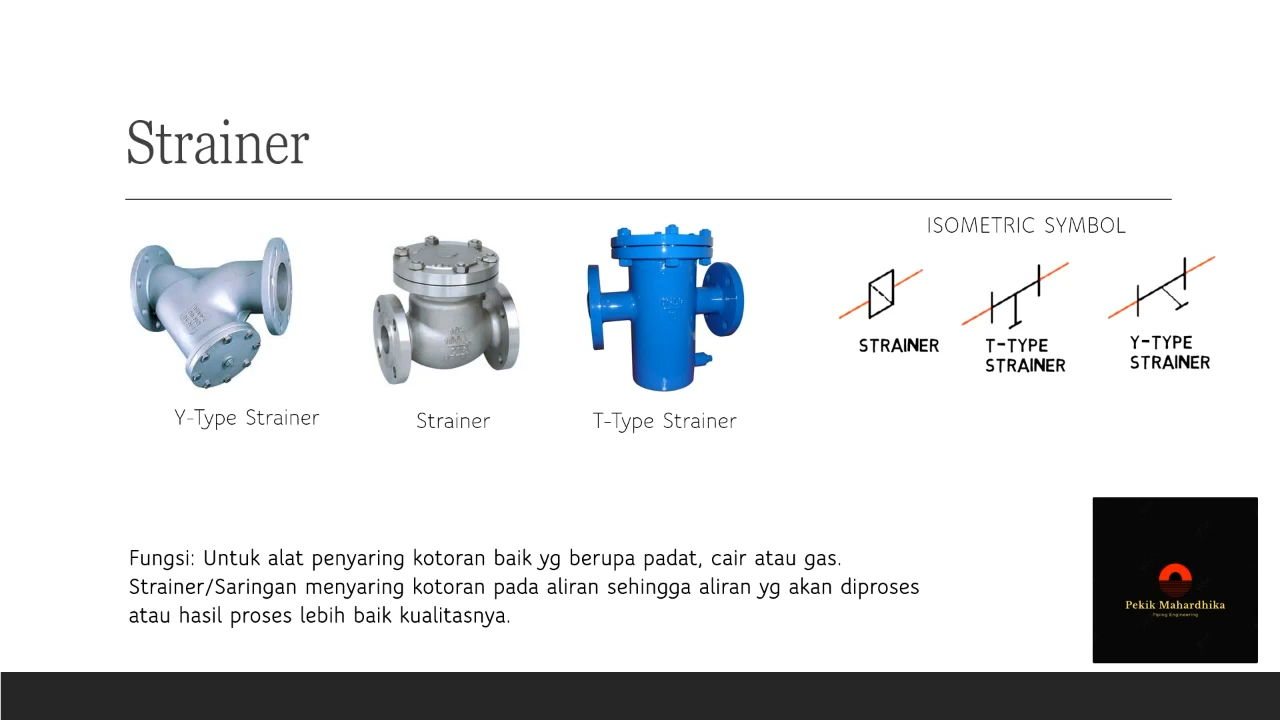 Strainer
ISOMETRIC SYMBOL
STRAINER
T-TYPE
STRAINER
Y-TYPE
STRAINER
Y-Type Strainer
Strainer
T-Type Strainer
Fungsi: Untuk alat penyaring kotoran baik yg berupa padat, cair atau gas.
Strainer/Saringan menyaring kotoran pada aliran sehingga aliran yg akan diproses
atau hasil proses lebih baik kualitasnya.
Pekik Mahardhika
Piping Engineering